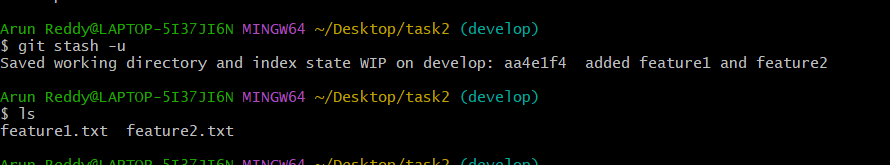 Arun Reddy@LAPTOP-5I37JI6N MINGW64 ~/Desktop/task2 (develop)
$ git stash -u
Saved working directory and index state WIP on develop: aa4e1f4  added feature1 and feature2
Arun Reddy@LAPTOP-5I37JI6N MINGW64 ~/Desktop/task2 (develop)
$ ls
feature1.txt  feature2.txt
Arun Reddy@LAPTOP-5I37JI6N MINGW64 ~/Desktop/task2 (develop)